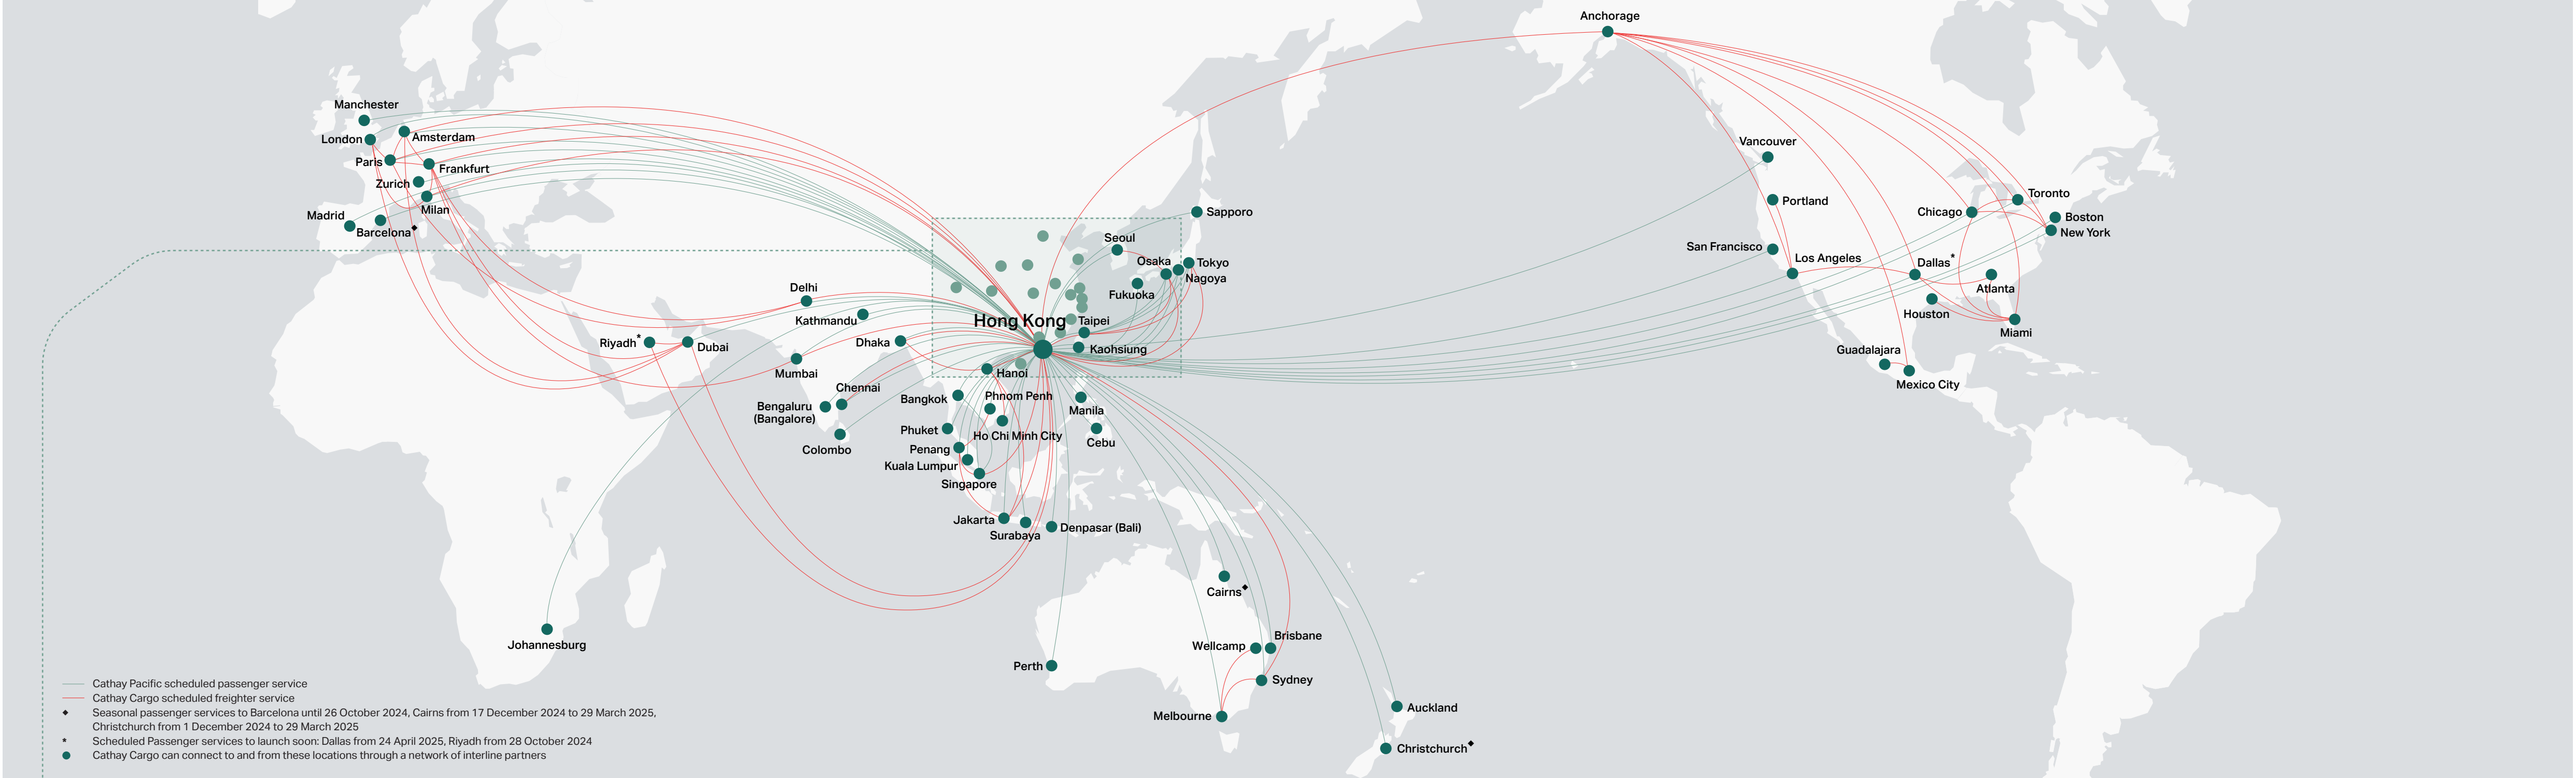 Anchorage
Manchester
London
Amsterdam
Paris
Frankfurt
Zurich
Milan
Madrid
Barcelona◆
Vancouver
Portland
San Francisco
Los Angeles
Chicago
Toronto
Boston
New York
Dallas*
Atlanta
Houston
Miami
Guadalajara
Mexico City
Sapporo
Seoul
Osaka
Tokyo
Nagoya
Fukuoka
Delhi
Kathmandu
Hong Kong
Taipei
Kaohsiung
Riyadh*
Dubai
Dhaka
Mumbai
Hanoi
Chennai
Bengaluru
(Bangalore)
Colombo
Bangkok
Phnom Penh
Manila
Phuket
Ho Chi Minh City
Cebu
Penang
Kuala Lumpur
Singapore
Jakarta
Surabaya
Denpasar (Bali)
Cairns◆
Johannesburg
Perth
Wellcamp
Brisbane
Sydney
Melbourne
Auckland
Christchurch◆
Cathay Pacific scheduled passenger service
Cathay Cargo scheduled freighter service
◆ Seasonal passenger services to Barcelona until 26 October 2024, Cairns from 17 December 2024 to 29 March 2025,
Christchurch from 1 December 2024 to 29 March 2025
* Scheduled Passenger services to launch soon: Dallas from 24 April 2025, Riyadh from 28 October 2024
Cathay Cargo can connect to and from these locations through a network of interline partners